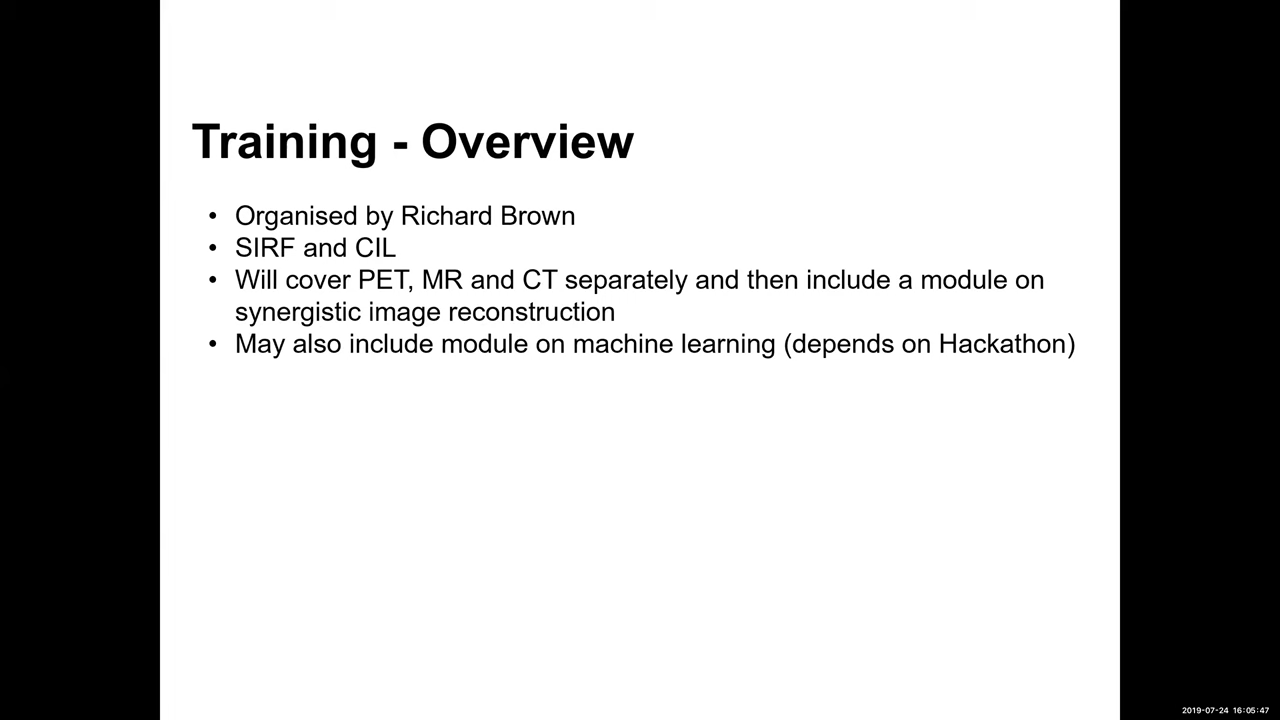 Training - Overview
• Organised by Richard Brown
• SIRF and CIL
• Will cover PET, MR and CT separately and then include a module on
synergistic image reconstruction
• May also include module on machine learning (depends on Hackathon)
2019-07-24 16:05:47